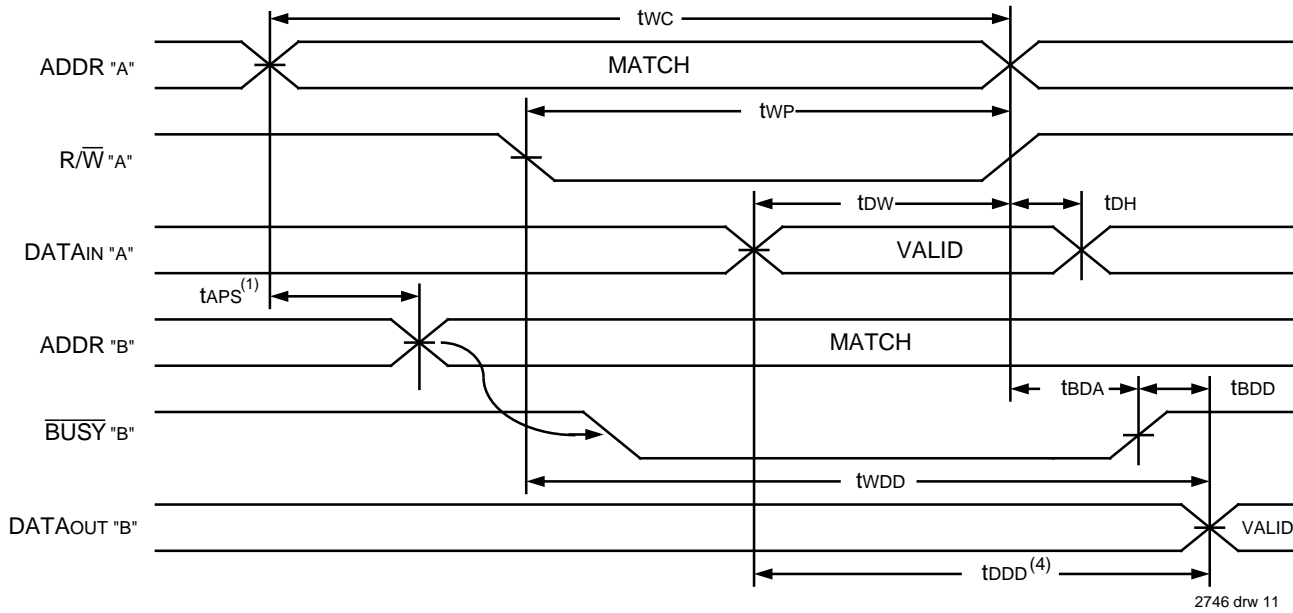 tWC
ADDR "A"
MATCH
tWP
R/W̅ "A"
tDW
tDH
DATAIN "A"
VALID
tAPS(1)
ADDR "B"
MATCH
tBDA
tBDD
B̅U̅S̅Y̅ "B"
tWDD
DATAOUT "B"
VALID
tDDD(4)
2746 drw 11